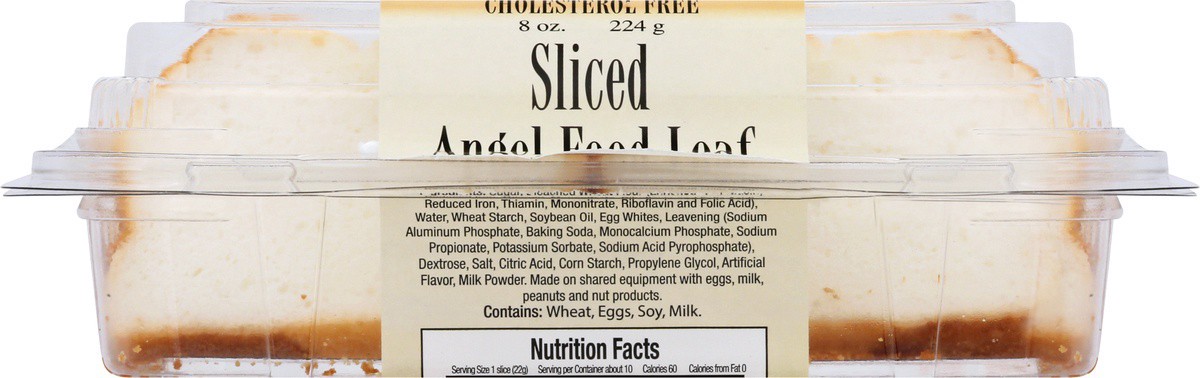 CHOLESTEROL FREE
8 oz. 224 g
Sliced
Angel Food Loaf
Reduced Iron, Thiamin, Mononitrate, Riboflavin and Folic Acid),
Water, Wheat Starch, Soybean Oil, Egg Whites, Leavening (Sodium
Aluminum Phosphate, Baking Soda, Monocalcium Phosphate, Sodium
Propionate, Potassium Sorbate, Sodium Acid Pyrophosphate),
Dextrose, Salt, Citric Acid, Corn Starch, Propylene Glycol, Artificial
Flavor, Milk Powder. Made on shared equipment with eggs, milk,
peanuts and nut products.
Contains: Wheat, Eggs, Soy, Milk.
Nutrition Facts
Serving Size 1 slice (22g) Serving per Container about 10 Calories 60 Calories from Fat 0